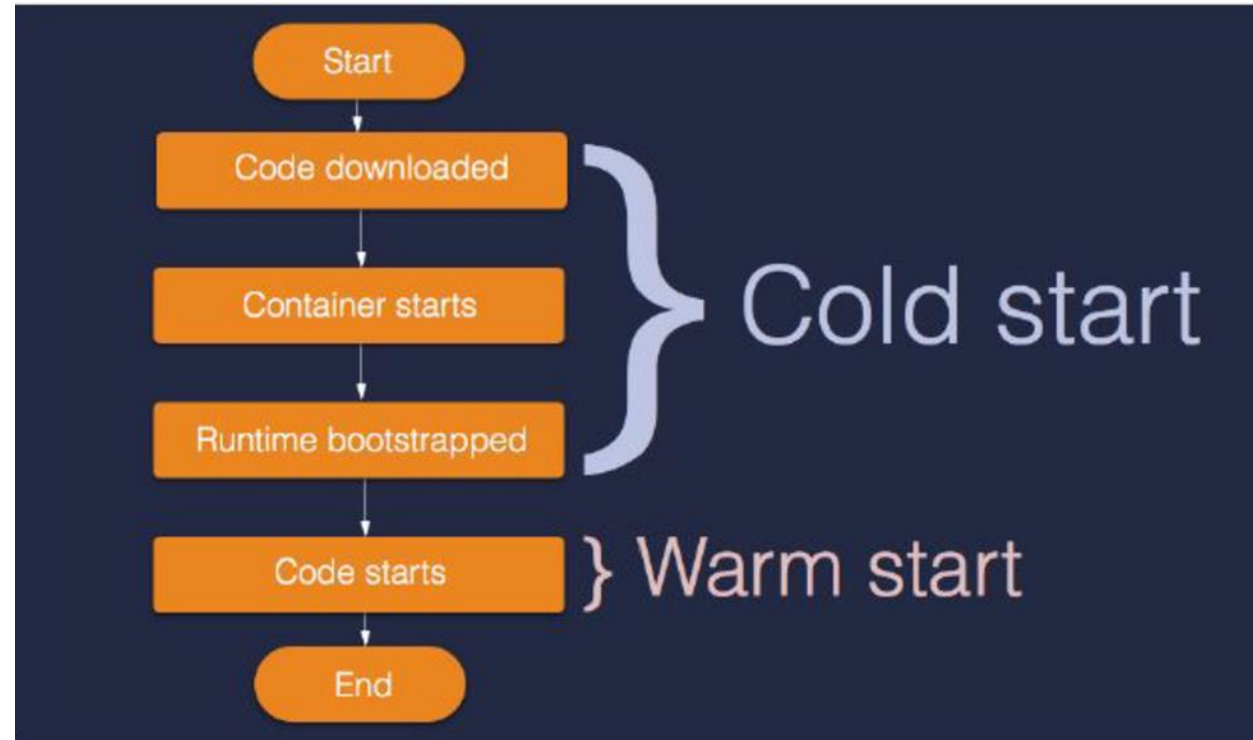 Start
Code downloaded
Container starts
Runtime bootstrapped
} Cold start
Code starts
} Warm start
End